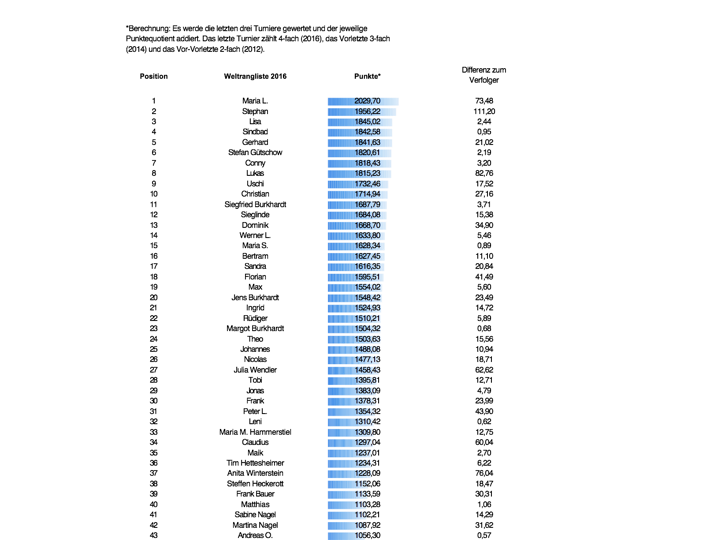 *Berechnung: Es werde die letzten drei Turniere gewertet und der jeweilige
Punktequotient addiert. Das letzte Turnier zählt 4-fach (2016), das Vorletzte 3-fach
(2014) und das Vor-Vorletzte 2-fach (2012).
Position Weltrangliste 2016 Punkte* Differenz zum
Verfolger
1 Maria L. 2029,70 73,48
2 Stephan 1956,22 111,20
3 Lisa 1845,02 2,44
4 Sindbad 1842,58 0,95
5 Gerhard 1841,63 21,02
6 Stefan Gütschow 1820,61 2,19
7 Conny 1818,43 3,20
8 Lukas 1815,23 82,76
9 Uschi 1732,46 17,52
10 Christian 1714,94 27,16
11 Siegfried Burkhardt 1687,79 3,71
12 Sieglinde 1684,08 15,38
13 Dominik 1668,70 34,90
14 Werner L. 1633,80 5,46
15 Maria S. 1628,34 0,89
16 Bertram 1627,45 11,10
17 Sandra 1616,35 20,84
18 Florian 1595,51 41,49
19 Max 1554,02 5,60
20 Jens Burkhardt 1548,42 23,49
21 Ingrid 1524,93 14,72
22 Rüdiger 1510,21 5,89
23 Margot Burkhardt 1504,32 0,68
24 Theo 1503,63 15,56
25 Johannes 1488,08 10,94
26 Nicolas 1477,13 18,71
27 Julia Wendler 1458,43 62,62
28 Tobi 1395,81 12,71
29 Jonas 1383,09 4,79
30 Frank 1378,31 23,99
31 Peter L. 1354,32 43,90
32 Leni 1310,42 0,62
33 Maria M. Hammerstiel 1309,80 12,75
34 Claudius 1297,04 60,04
35 Maik 1237,01 2,70
36 Tim Hettesheimer 1234,31 6,22
37 Anita Winterstein 1228,09 76,04
38 Steffen Heckerott 1152,06 18,47
39 Frank Bauer 1133,59 30,31
40 Matthias 1103,28 1,06
41 Sabine Nagel 1102,21 14,29
42 Martina Nagel 1087,92 31,62
43 Andreas O. 1056,30 0,57